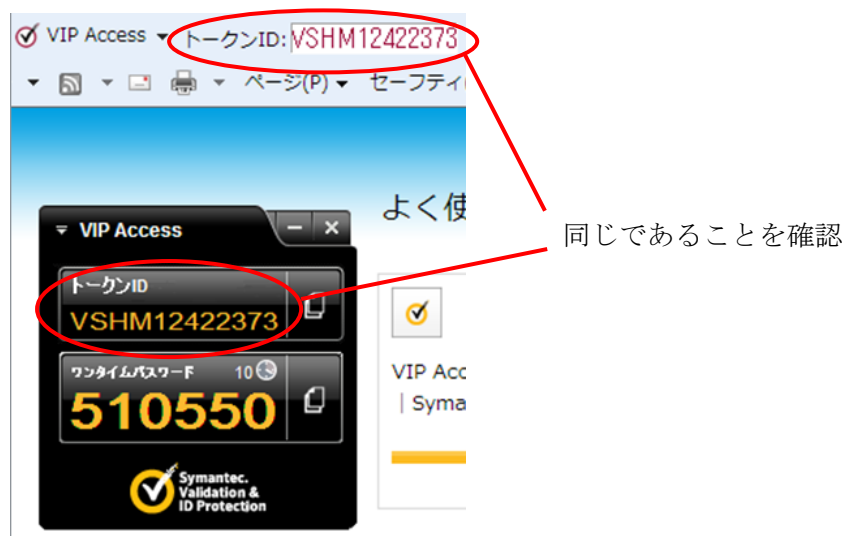 VIP Access トークンID: VSHM12422373
ページ(P) セーフティ
よく使
VIP Access
同じであることを確認
トークンID
VSHM12422373
ワンタイムパスワード 10
510550
VIP Acc
| Syma
Symantec.
Validation &
ID Protection